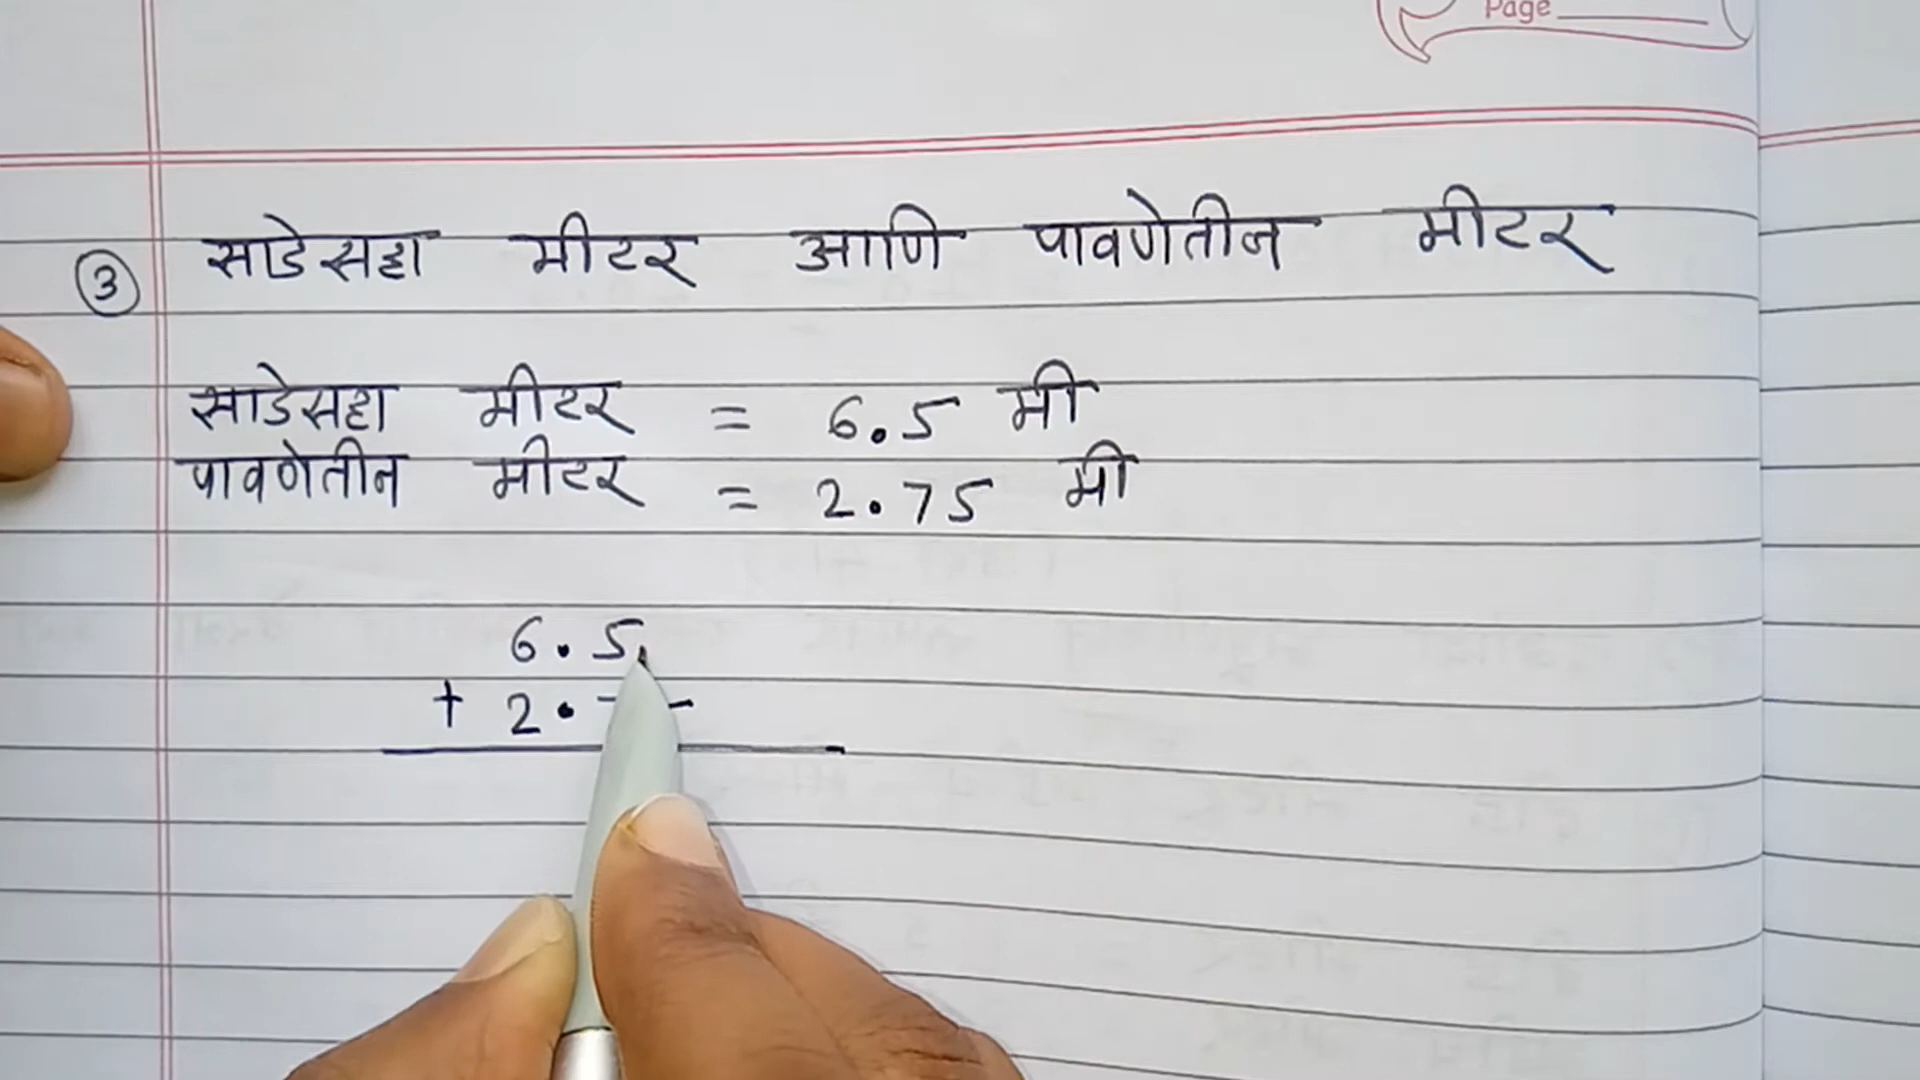 Page
③ साडेसहा मीटर आणि पावणेतीन मीटर
साडेसहा मीटर = 6.5 मी
पावणेतीन मीटर = 2.75 मी
6.5
+ 2.